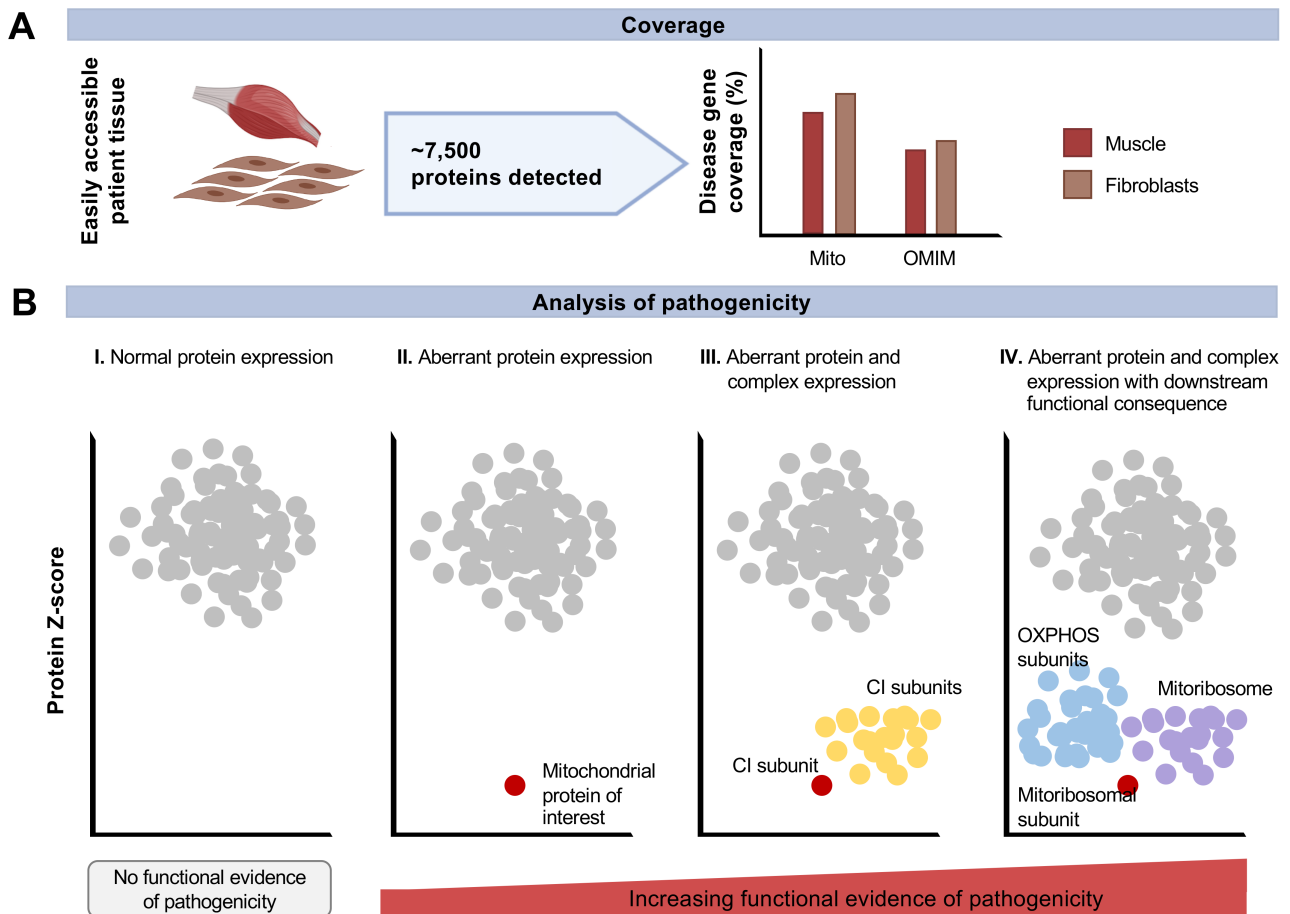 A
Coverage
Easily accessible
patient tissue
~7,500
proteins detected
Disease gene
coverage (%)
Mito
OMIM
Muscle
Fibroblasts
B
Analysis of pathogenicity
I. Normal protein expression
II. Aberrant protein expression
III. Aberrant protein and
complex expression
IV. Aberrant protein and complex
expression with downstream
functional consequence
Protein Z-score
Mitochondrial
protein of
interest
CI subunits
CI subunit
OXPHOS
subunits
Mitoribosome
Mitoribosomal
subunit
No functional evidence
of pathogenicity
Increasing functional evidence of pathogenicity